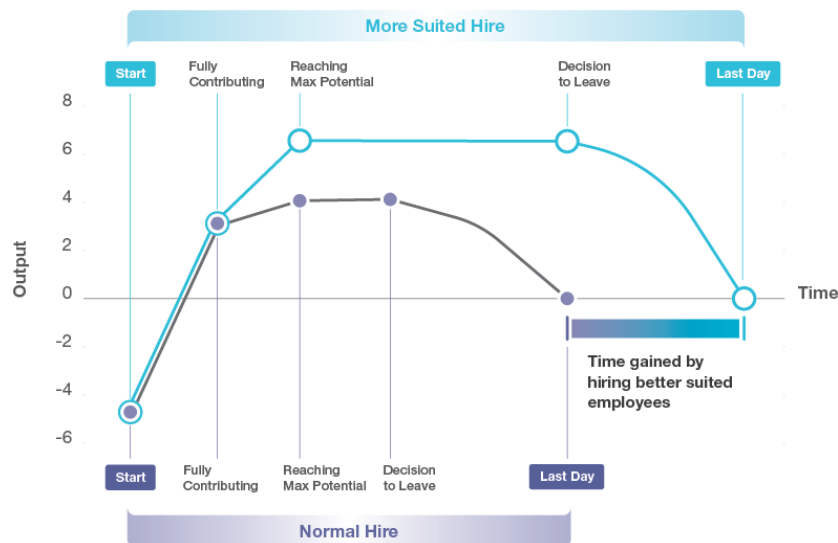 More Suited Hire
Start
Fully
Contributing
Reaching
Max Potential
Decision
to Leave
Last Day
8
6
4
2
0
-2
-4
-6
Output
Time
Time gained by
hiring better suited
employees
Start
Fully
Contributing
Reaching
Max Potential
Decision
to Leave
Last Day
Normal Hire